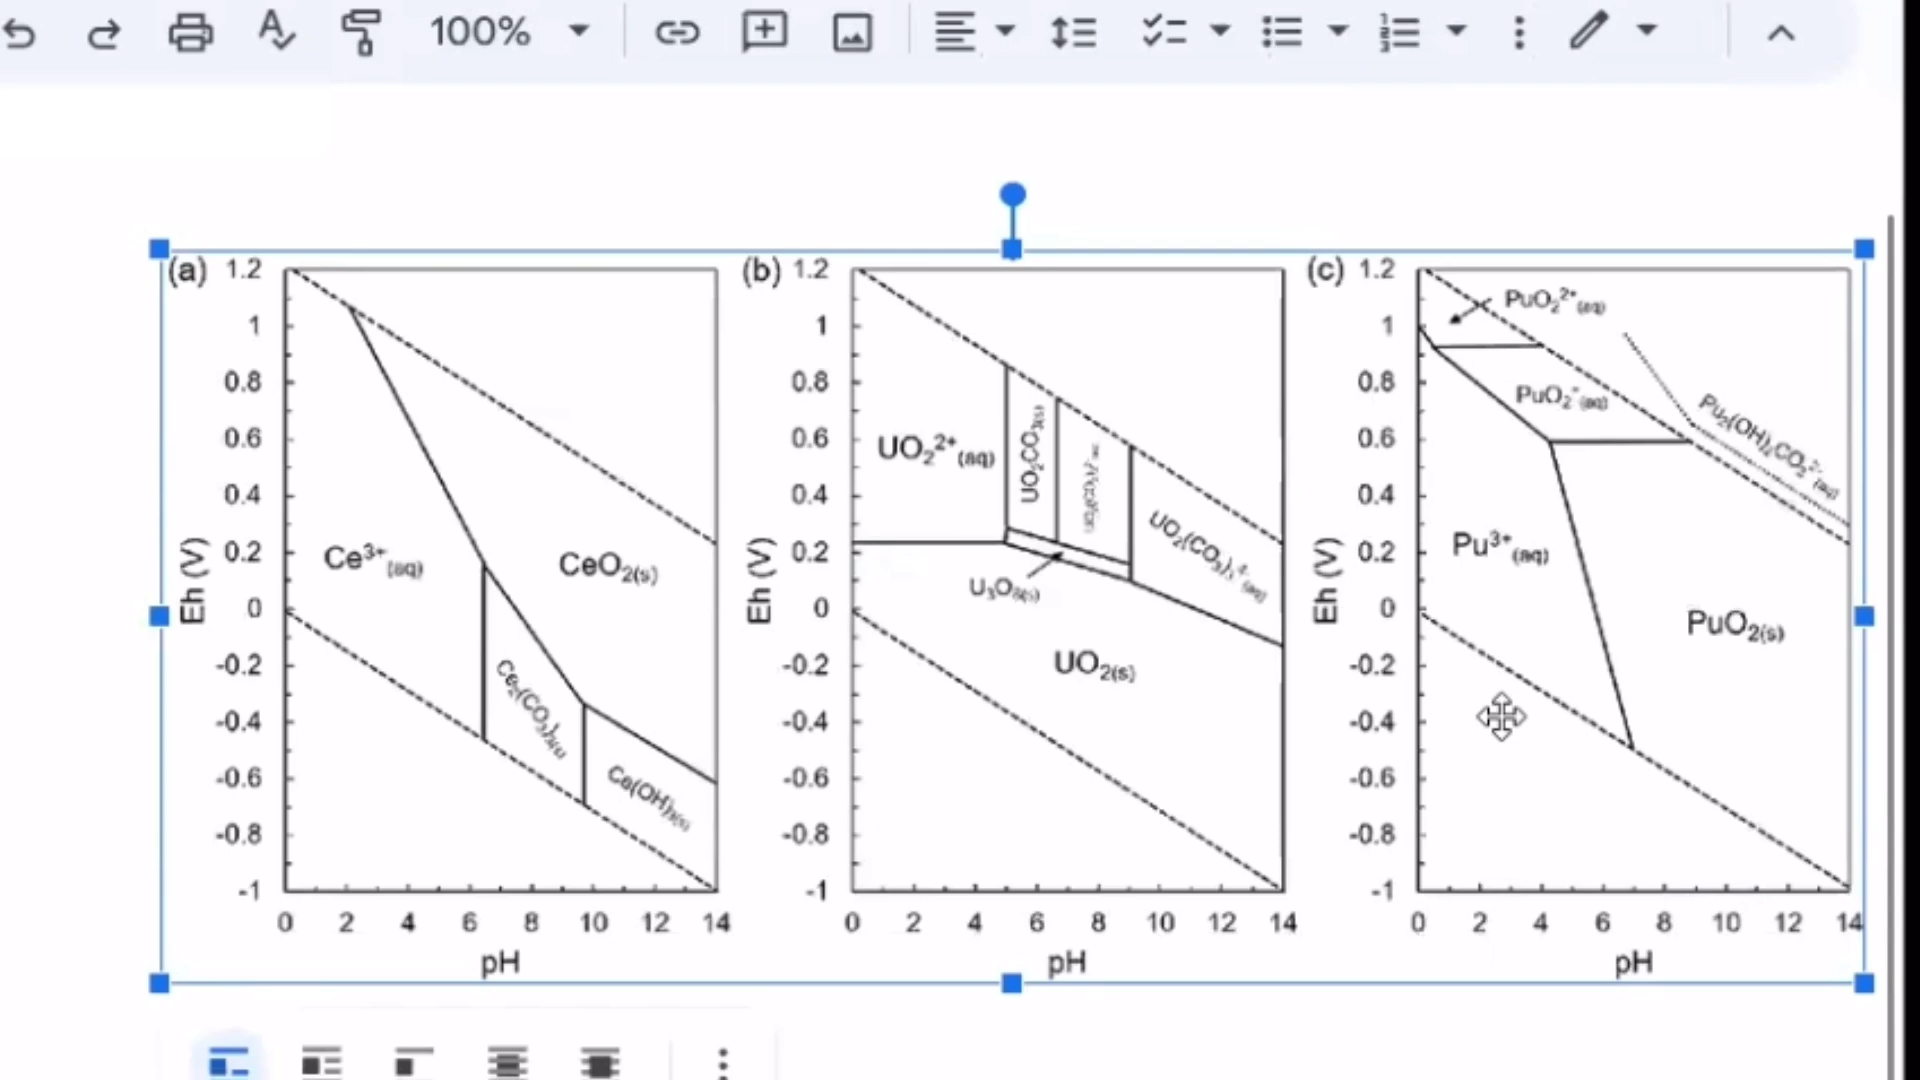 100%
(a)
1.2
1
0.8
0.6
0.4
0.2
0
-0.2
-0.4
-0.6
-0.8
-1
Eh (V)
Ce³⁺(aq)
CeO₂(s)
Ce₂(CO₃)₃(s)
Ce(OH)₃(s)
0 2 4 6 8 10 12 14
pH
(b)
1.2
1
0.8
0.6
0.4
0.2
0
-0.2
-0.4
-0.6
-0.8
-1
Eh (V)
UO₂²⁺(aq)
UO₂CO₃(s)
UO₂(CO₃)₃⁴⁻(aq)
U₃O₈(s)
UO₂(s)
0 2 4 6 8 10 12 14
pH
(c)
1.2
1
0.8
0.6
0.4
0.2
0
-0.2
-0.4
-0.6
-0.8
-1
Eh (V)
PuO₂²⁺(aq)
PuO₂⁺(aq)
Pu₂(OH)₄CO₃²⁻(aq)
Pu³⁺(aq)
PuO₂(s)
0 2 4 6 8 10 12 14
pH